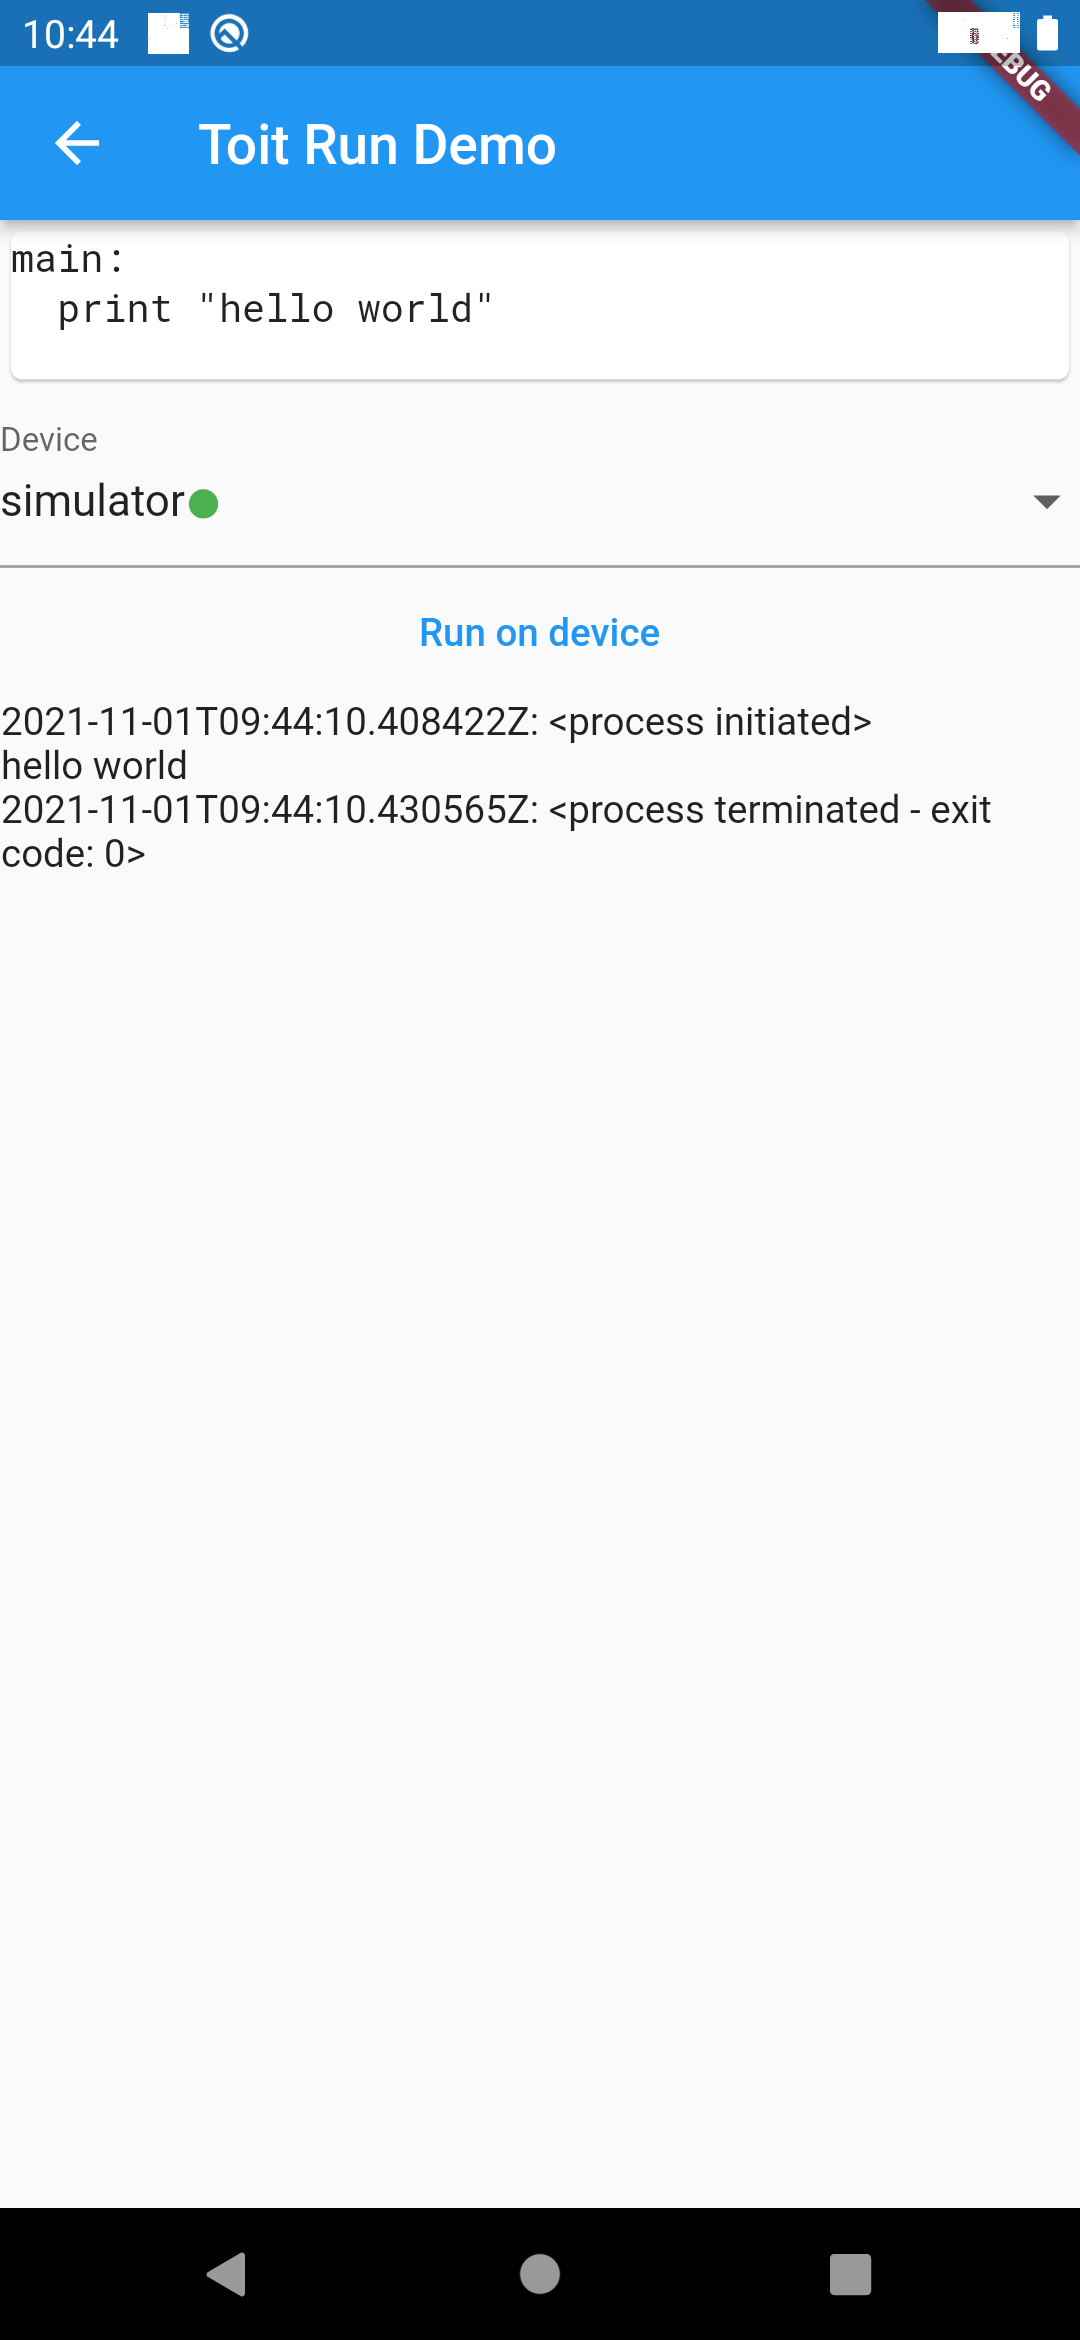 10:44
EBUG
Toit Run Demo
main:
  print "hello world"
Device
simulator
Run on device
2021-11-01T09:44:10.408422Z: <process initiated>
hello world
2021-11-01T09:44:10.430565Z: <process terminated - exit
code: 0>